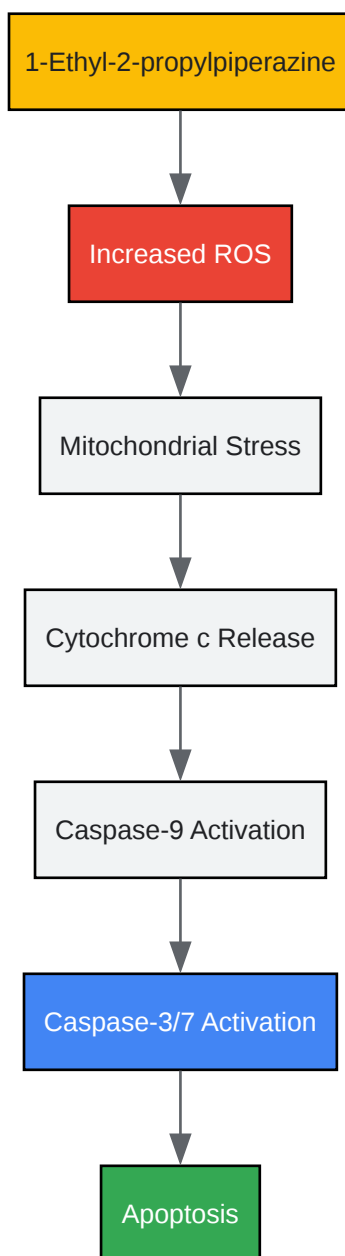 1-Ethyl-2-propylpiperazine
Increased ROS
Mitochondrial Stress
Cytochrome c Release
Caspase-9 Activation
Caspase-3/7 Activation
Apoptosis